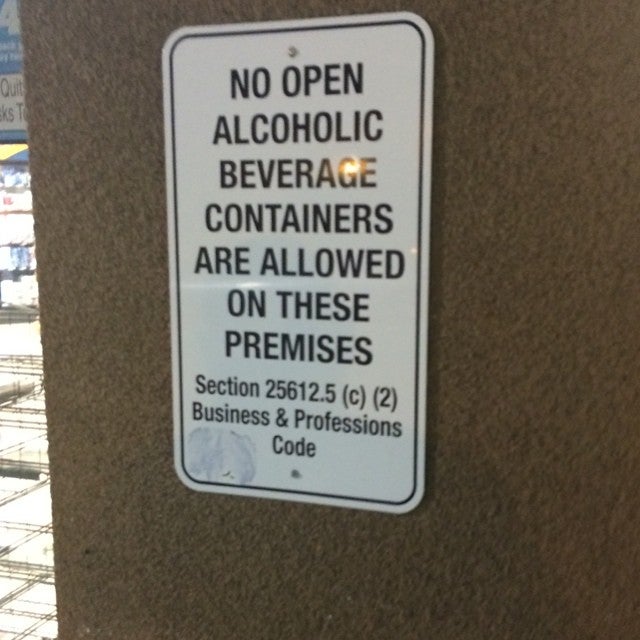 NO OPEN
ALCOHOLIC
BEVERAGE
CONTAINERS
ARE ALLOWED
ON THESE
PREMISES
Section 25612.5 (c) (2)
Business & Professions
Code